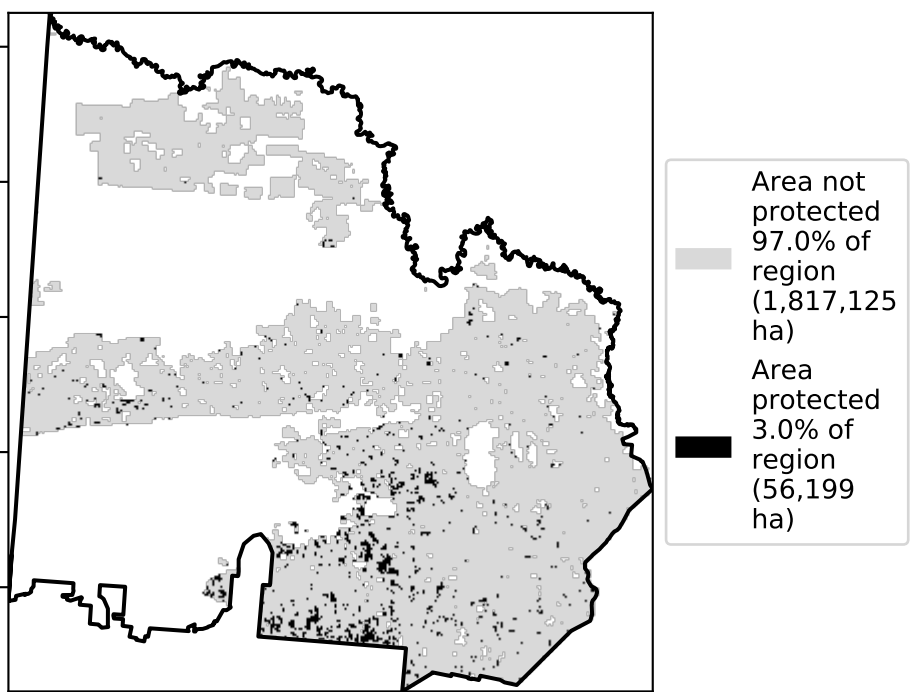 Area not
protected
97.0% of
region
(1,817,125
ha)
Area
protected
3.0% of
region
(56,199
ha)